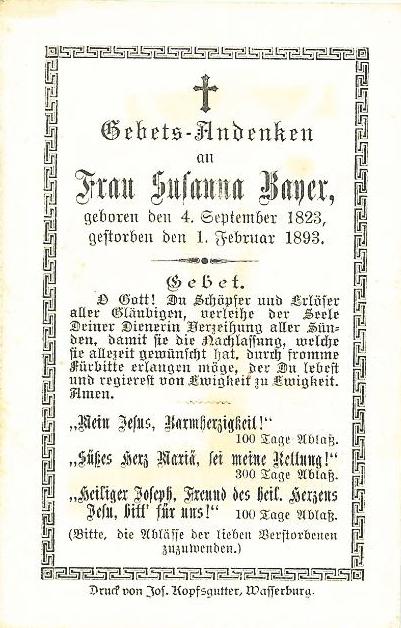 Gebets-Andenken
an
Frau Susanna Bayer,
geboren den 4. September 1823,
gestorben den 1. Februar 1893.
Gebet.
O Gott! Du Schöpfer und Erlöser
aller Gläubigen, verleihe der Seele
Deiner Dienerin Verzeihung aller Sün-
den, damit sie die Nachlassung, welche
sie allezeit gewünscht hat, durch fromme
Fürbitte erlangen möge, der Du lebest
und regierest von Ewigkeit zu Ewigkeit.
Amen.
„Mein Jesus, Barmherzigkeit!“
100 Tage Ablaß.
„Süßes Herz Mariä, sei meine Rettung!“
300 Tage Ablaß.
„Heiliger Joseph, Freund des heil. Herzens
Jesu, bitt' für uns!“ 100 Tage Ablaß.
(Bitte, die Ablässe der lieben Verstorbenen
zuzuwenden.)
Druck von Jos. Kopfsgutter, Wasserburg.